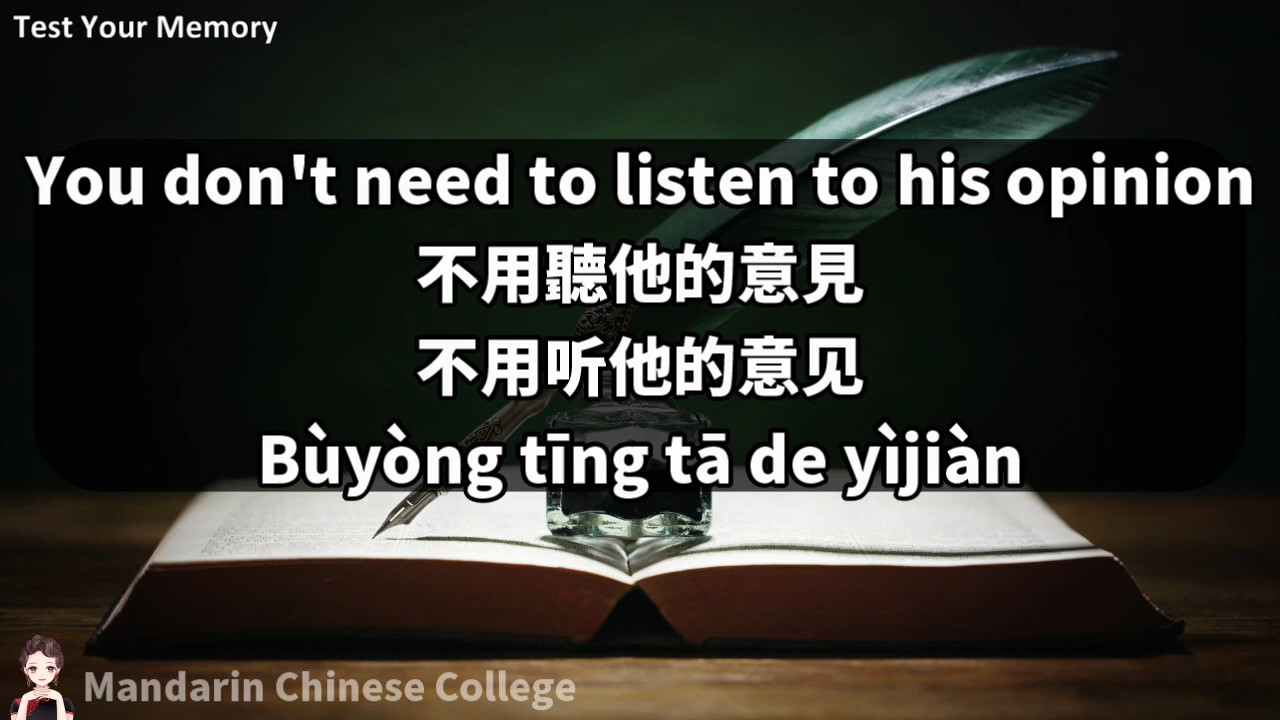 Test Your Memory
You don't need to listen to his opinion
不用聽他的意見
不用听他的意见
Bùyòng tīng tā de yìjiàn
Mandarin Chinese College